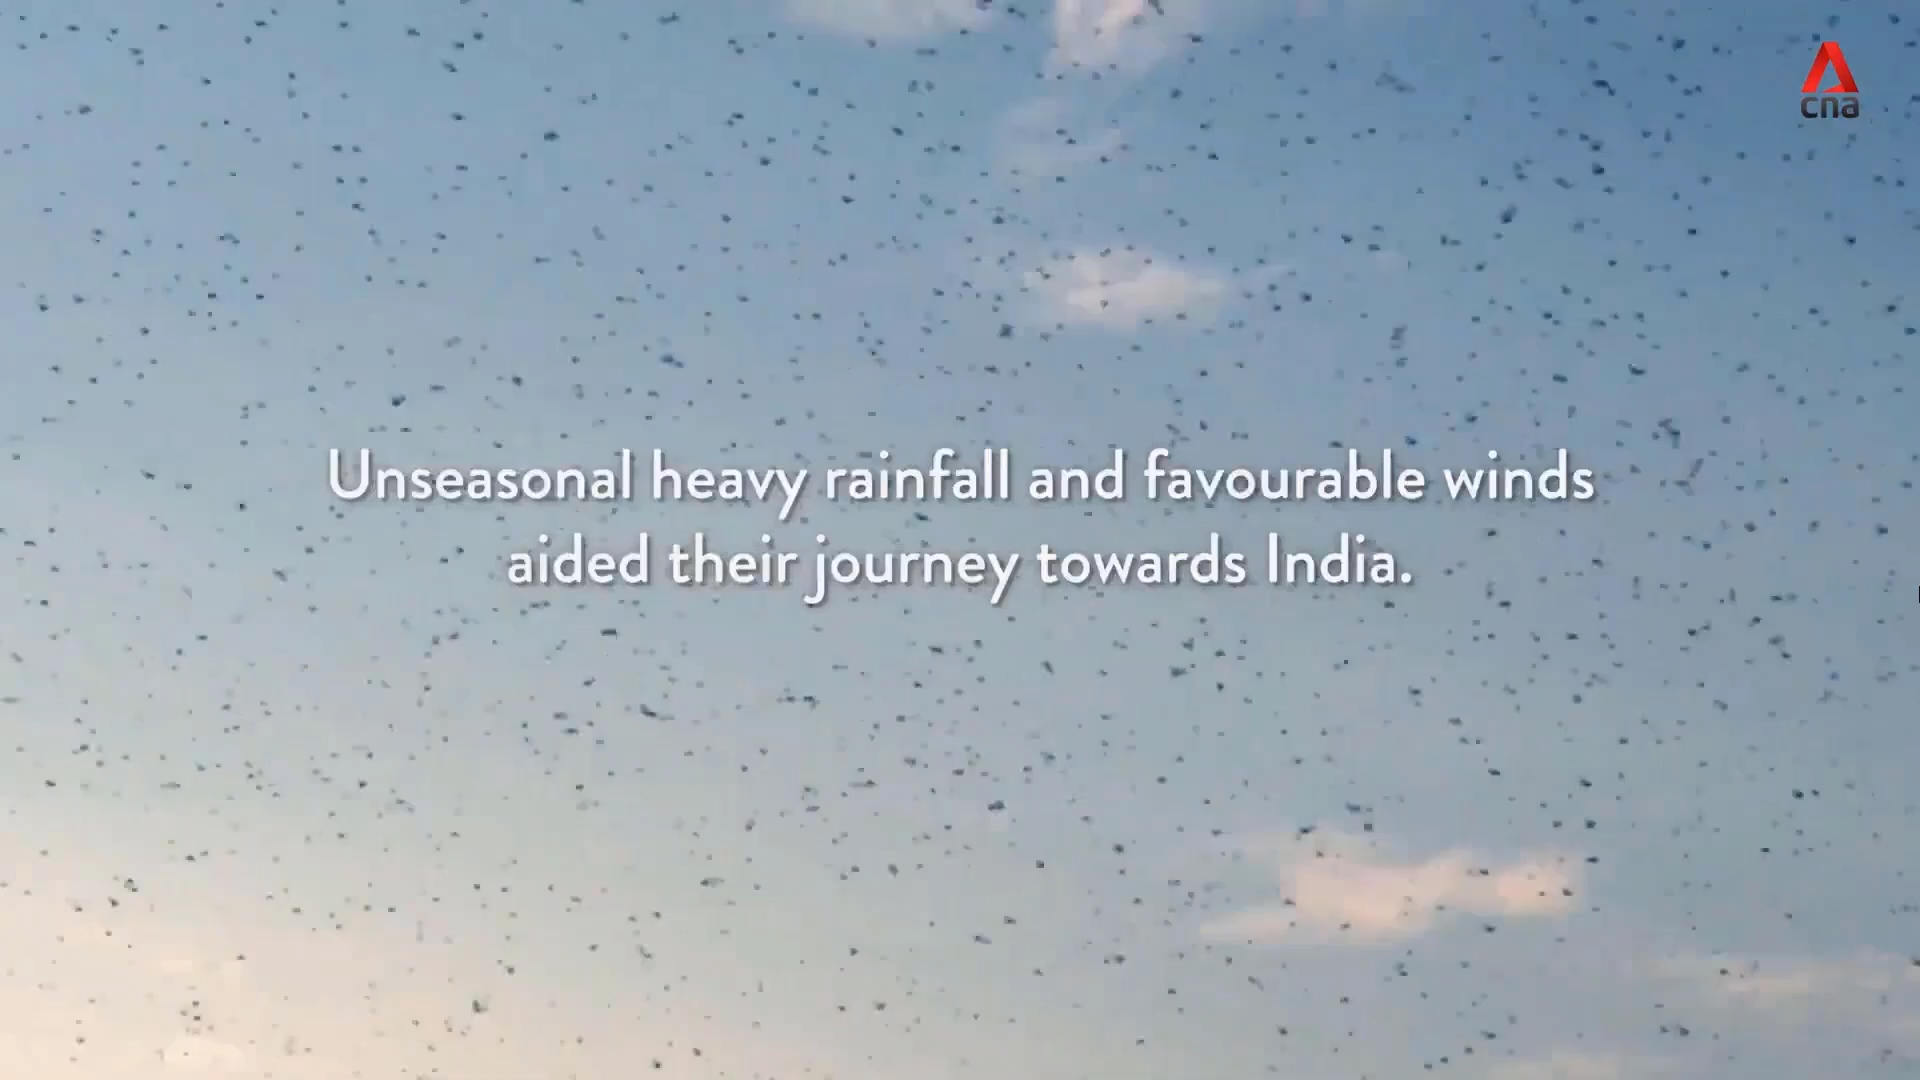 cna
Unseasonal heavy rainfall and favourable winds
aided their journey towards India.